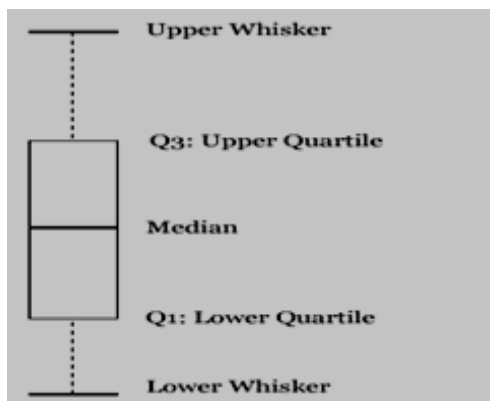 Upper Whisker
Q3: Upper Quartile
Median
Q1: Lower Quartile
Lower Whisker